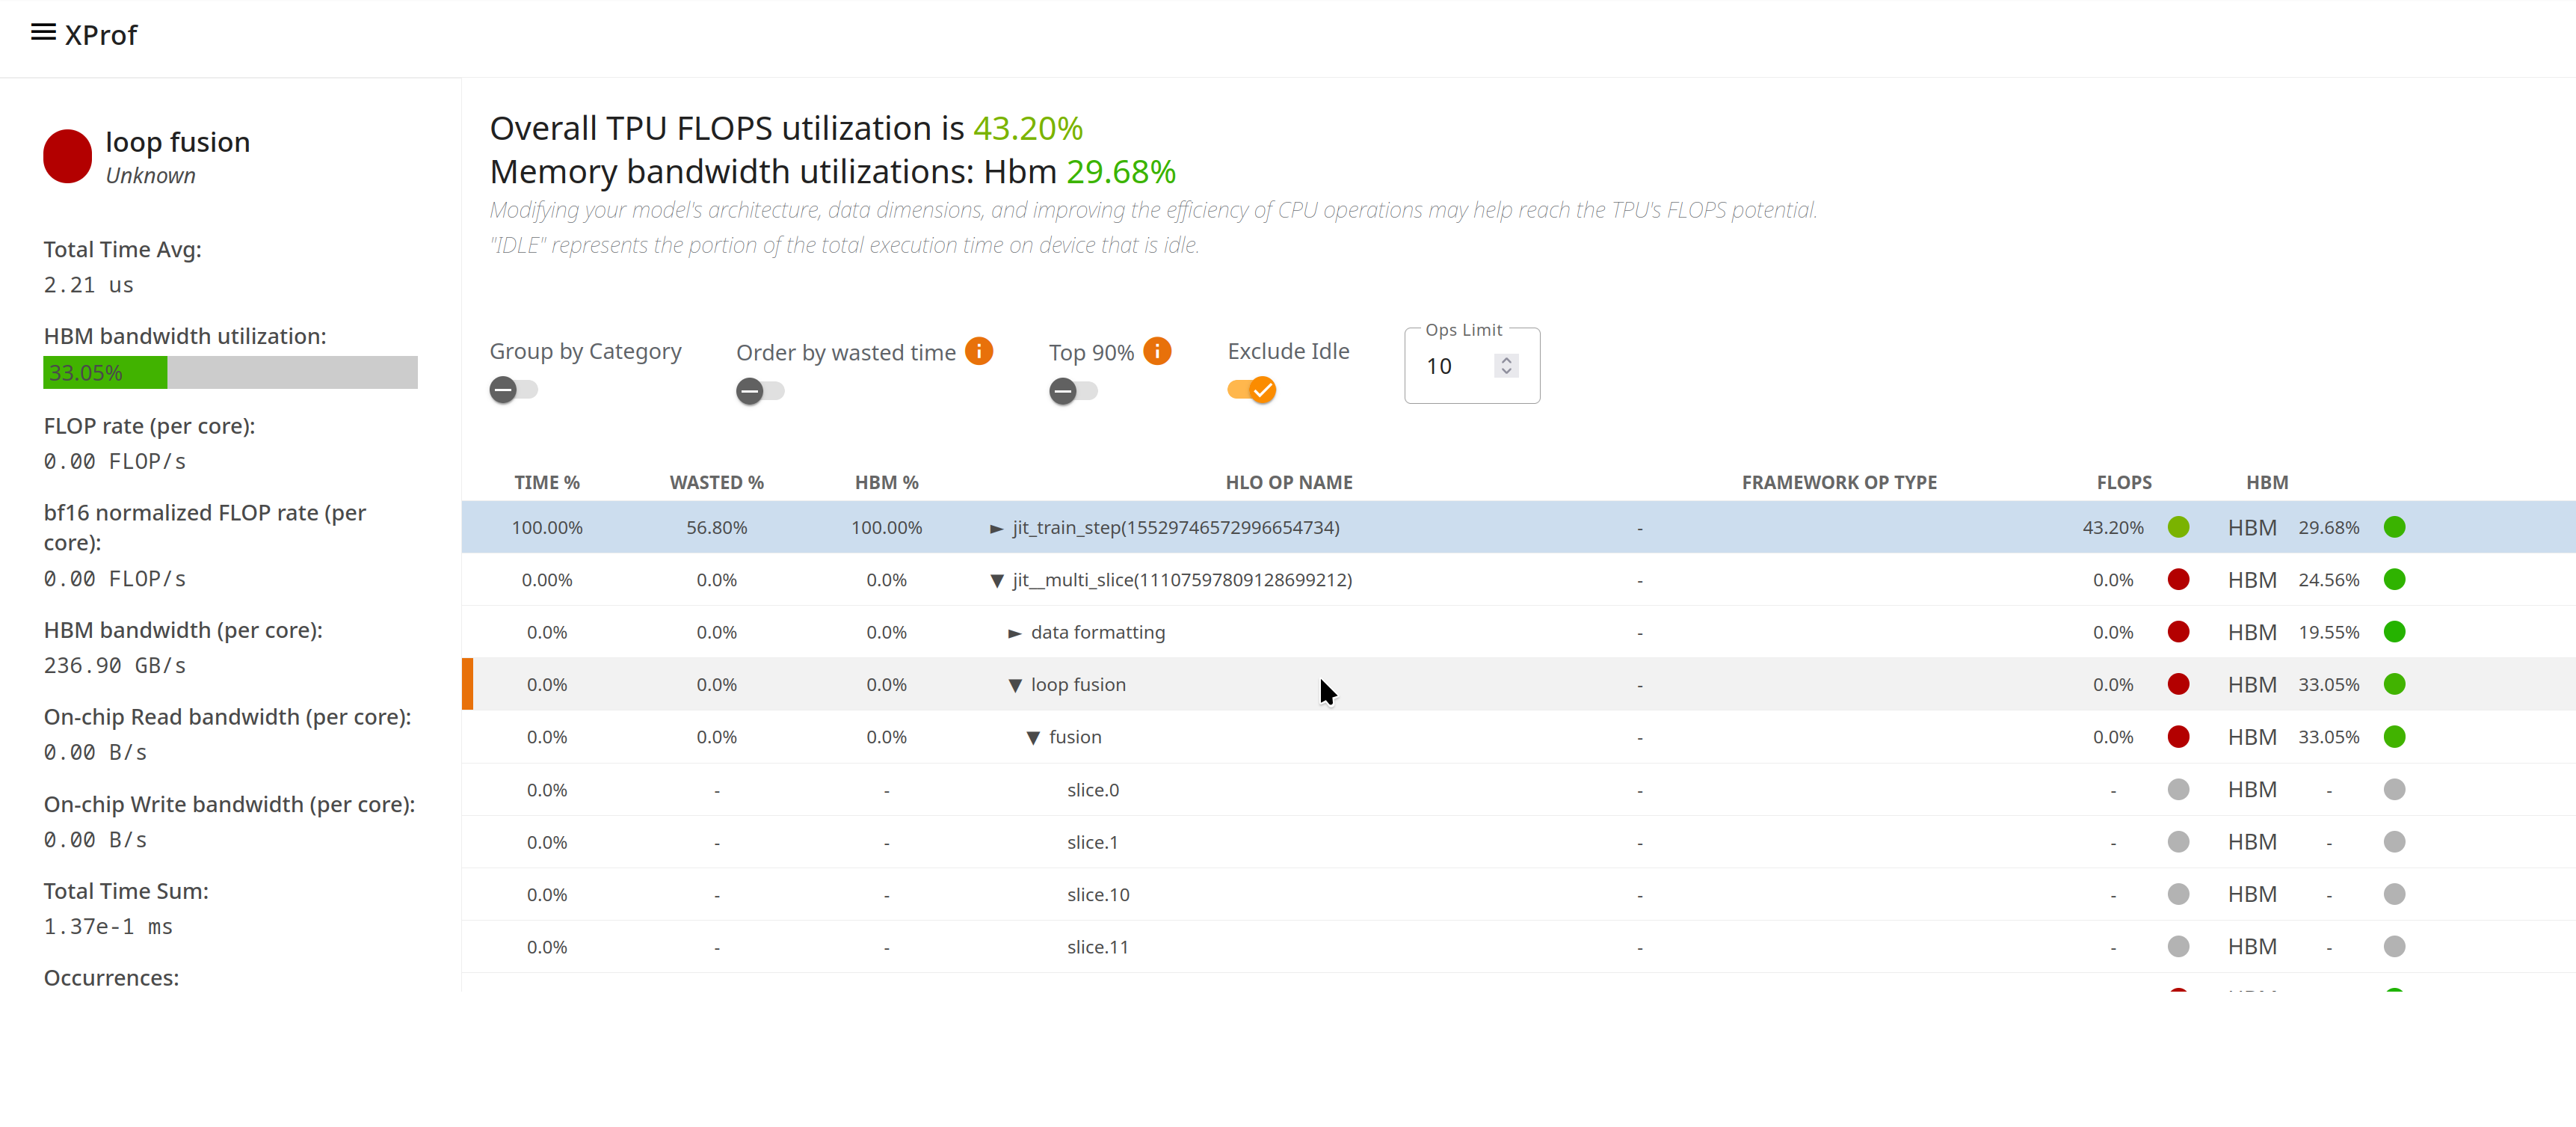 XProf
loop fusion
Unknown
Total Time Avg:
2.21 us
HBM bandwidth utilization:
33.05%
FLOP rate (per core):
0.00 FLOP/s
bf16 normalized FLOP rate (per
core):
0.00 FLOP/s
HBM bandwidth (per core):
236.90 GB/s
On-chip Read bandwidth (per core):
0.00 B/s
On-chip Write bandwidth (per core):
0.00 B/s
Total Time Sum:
1.37e-1 ms
Occurrences:
Overall TPU FLOPS utilization is 43.20%
Memory bandwidth utilizations: Hbm 29.68%
Modifying your model's architecture, data dimensions, and improving the efficiency of CPU operations may help reach the TPU's FLOPS potential.
"IDLE" represents the portion of the total execution time on device that is idle.
Group by Category Order by wasted time Top 90% Exclude Idle Ops Limit
10
TIME % WASTED % HBM % HLO OP NAME FRAMEWORK OP TYPE FLOPS HBM
100.00% 56.80% 100.00% ► jit_train_step(15529746572996654734) - 43.20% HBM 29.68%
0.00% 0.0% 0.0% ▼ jit__multi_slice(11107597809128699212) - 0.0% HBM 24.56%
0.0% 0.0% 0.0% ► data formatting - 0.0% HBM 19.55%
0.0% 0.0% 0.0% ▼ loop fusion - 0.0% HBM 33.05%
0.0% 0.0% 0.0% ▼ fusion - 0.0% HBM 33.05%
0.0% - - slice.0 - - HBM -
0.0% - - slice.1 - - HBM -
0.0% - - slice.10 - - HBM -
0.0% - - slice.11 - - HBM -